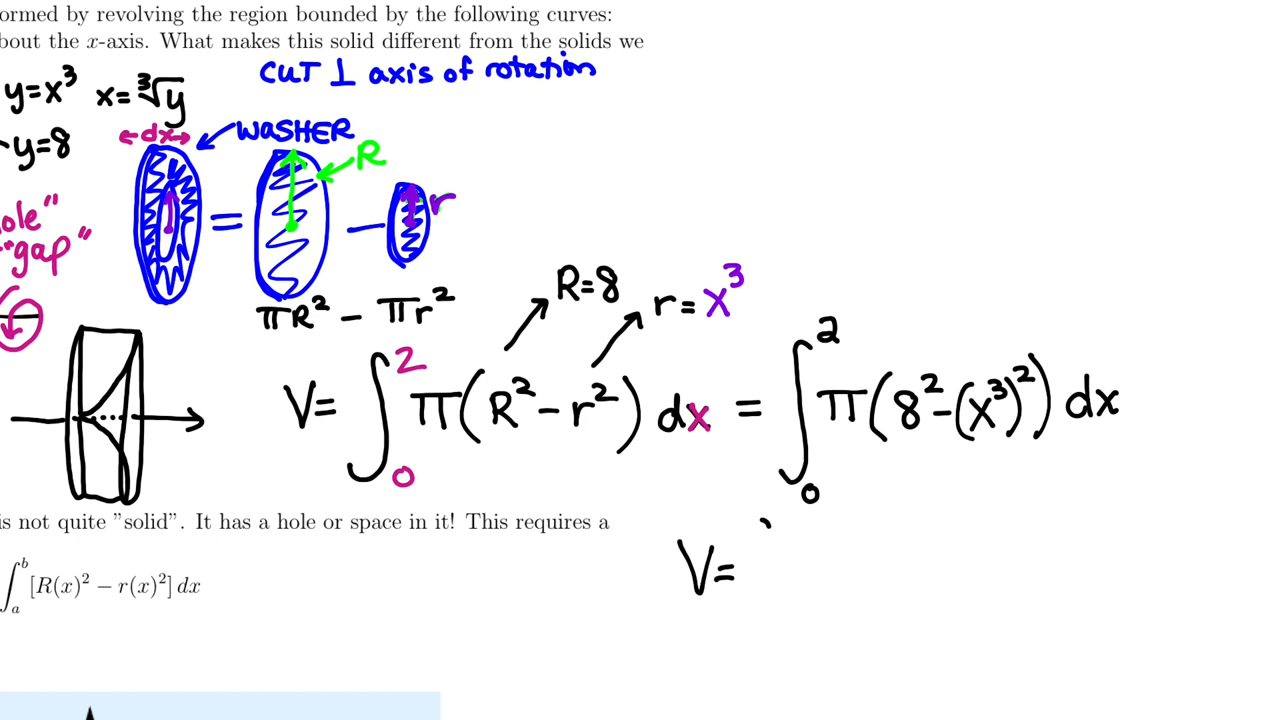 ormed by revolving the region bounded by the following curves:
bout the x-axis. What makes this solid different from the solids we
CUT ⊥ axis of rotation
y=x³ x=∛y
y=8
dx
WASHER
R
= − r
ole"
"gap"
πR² − πr²
R=8
r=x³
V= ∫₀² π(R²−r²) dx = ∫₀² π(8²−(x³)²) dx
is not quite "solid". It has a hole or space in it! This requires a
V=
∫ₐᵇ [R(x)² − r(x)²] dx